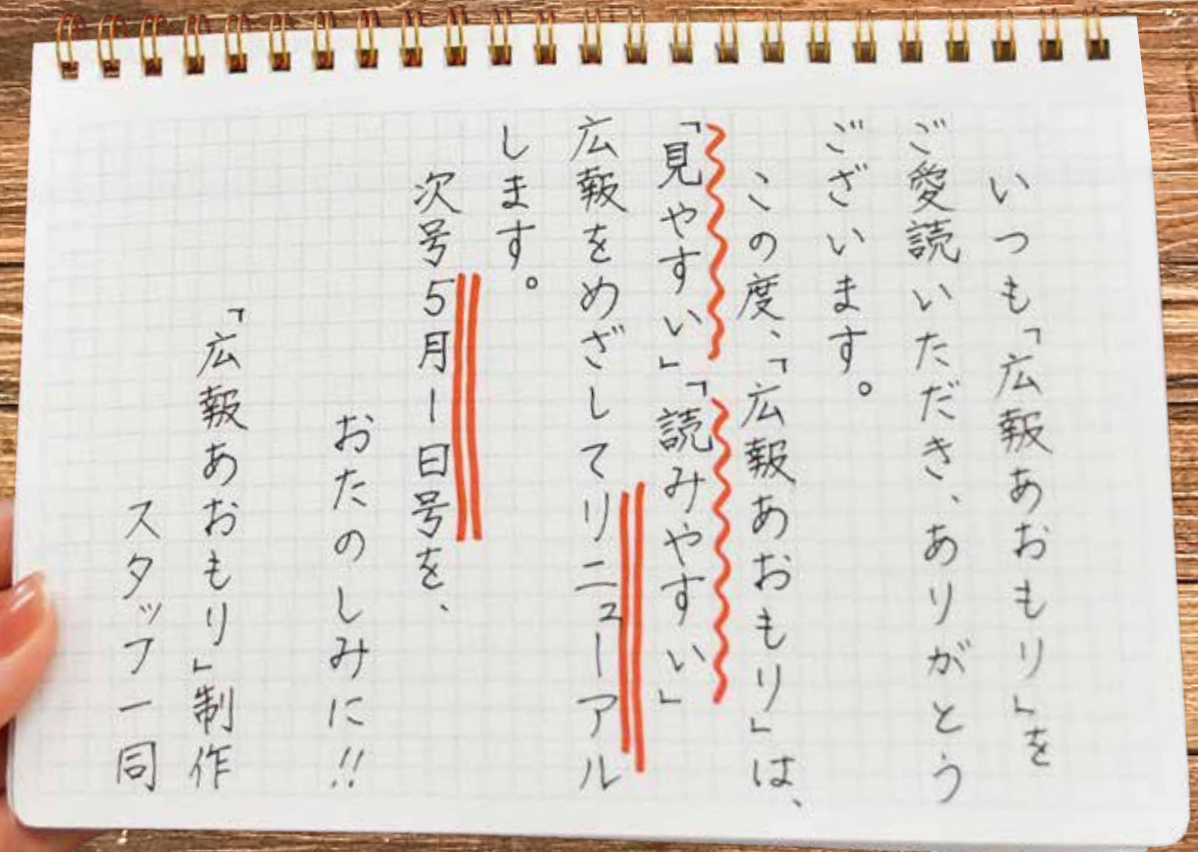 いつも「広報あおもり」を
ご愛読いただき、ありがとう
ございます。
この度、「広報あおもり」は、
「見やすい」「読みやすい」
広報をめざしてリニューアル
します。
次号5月1日号を、
おたのしみに!!
「広報あおもり」制作
スタッフ一同